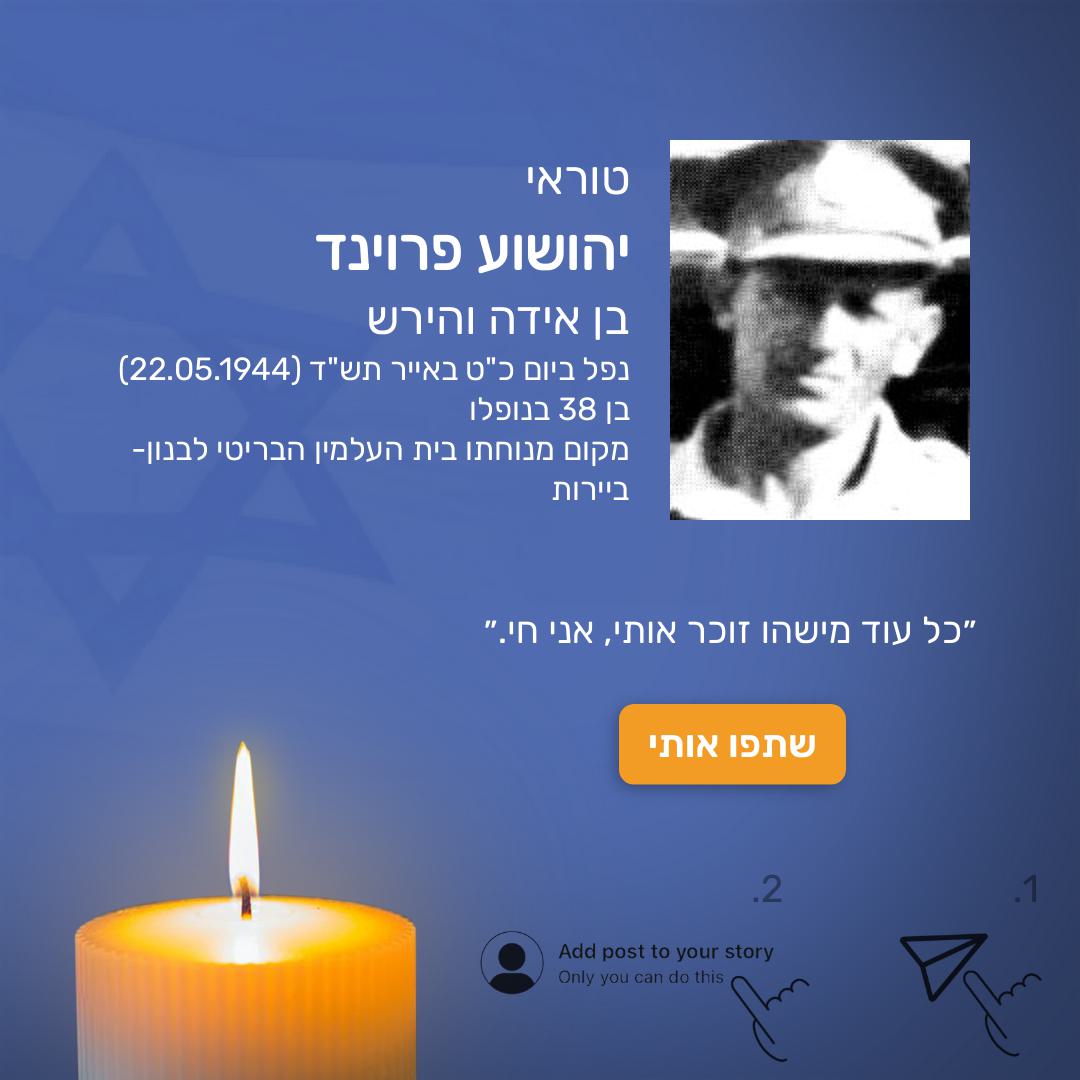 טוראי
יהושוע פרוינד
בן אידה והירש
נפל ביום כ"ט באייר תש"ד (22.05.1944)
בן 38 בנופלו
מקום מנוחתו בית העלמין הבריטי לבנון-
ביירות
״כל עוד מישהו זוכר אותי, אני חי.״
שתפו אותי
1.
2.
Add post to your story
Only you can do this